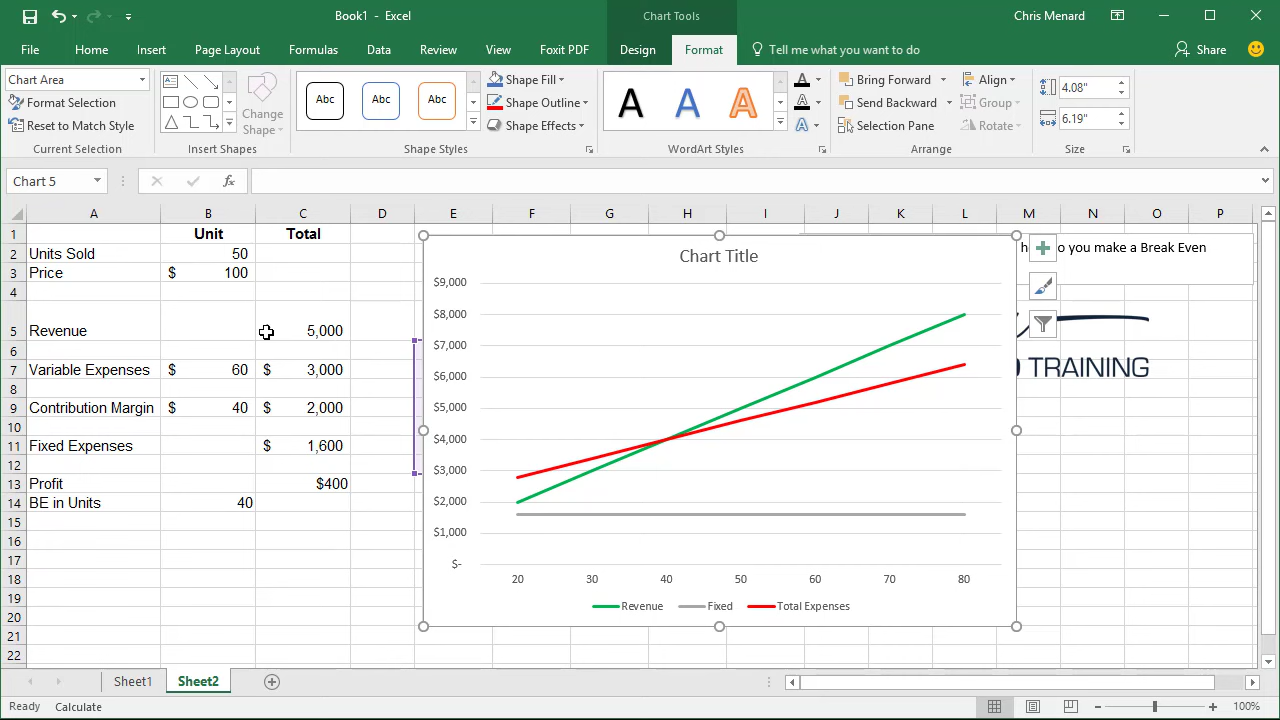 Book1 - Excel
Chart Tools
Chris Menard
File Home Insert Page Layout Formulas Data Review View Foxit PDF Design Format Tell me what you want to do Share
Chart Area
Format Selection
Reset to Match Style
Current Selection
Change
Shape
Insert Shapes
Abc Abc Abc
Shape Fill
Shape Outline
Shape Effects
Shape Styles
A A A
WordArt Styles
Bring Forward
Send Backward
Selection Pane
Align
Group
Rotate
Arrange
4.08"
6.19"
Size
Chart 5
fx
A B C D E F G H I J K L M N O P
1 Unit Total
2 Units Sold 50
3 Price $ 100
4
5 Revenue 5,000
6
7 Variable Expenses $ 60 $ 3,000
8
9 Contribution Margin $ 40 $ 2,000
10
11 Fixed Expenses $ 1,600
12
13 Profit $400
14 BE in Units 40
15
16
17
18
19
20
21
22
Chart Title
$9,000
$8,000
$7,000
$6,000
$5,000
$4,000
$3,000
$2,000
$1,000
$-
20 30 40 50 60 70 80
Revenue Fixed Total Expenses
you make a Break Even
TRAINING
Sheet1 Sheet2
Ready Calculate
100%